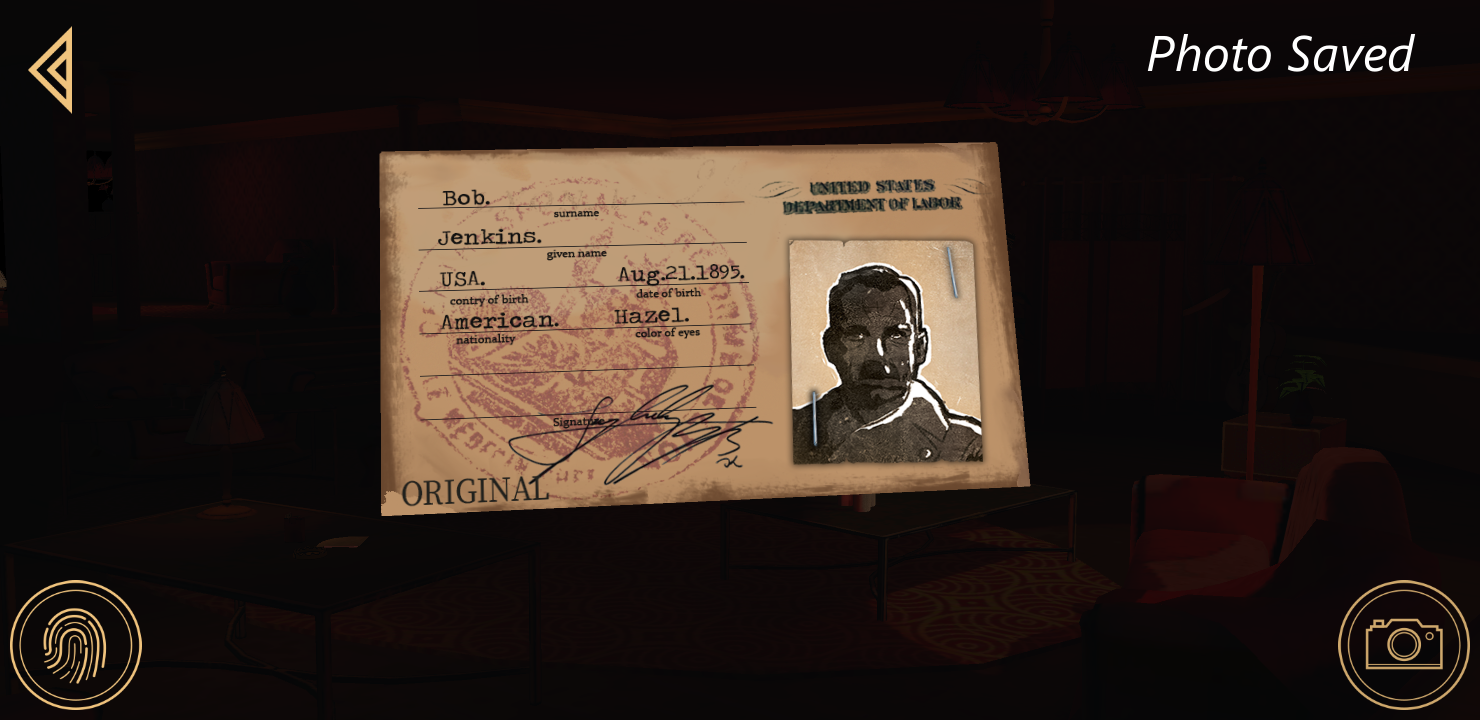 Photo Saved
UNITED STATES
DEPARTMENT OF LABOR
Bob.
surname
Jenkins.
given name
USA. Aug.21.1895.
contry of birth date of birth
American. Hazel.
nationality color of eyes
Signature
ORIGINAL